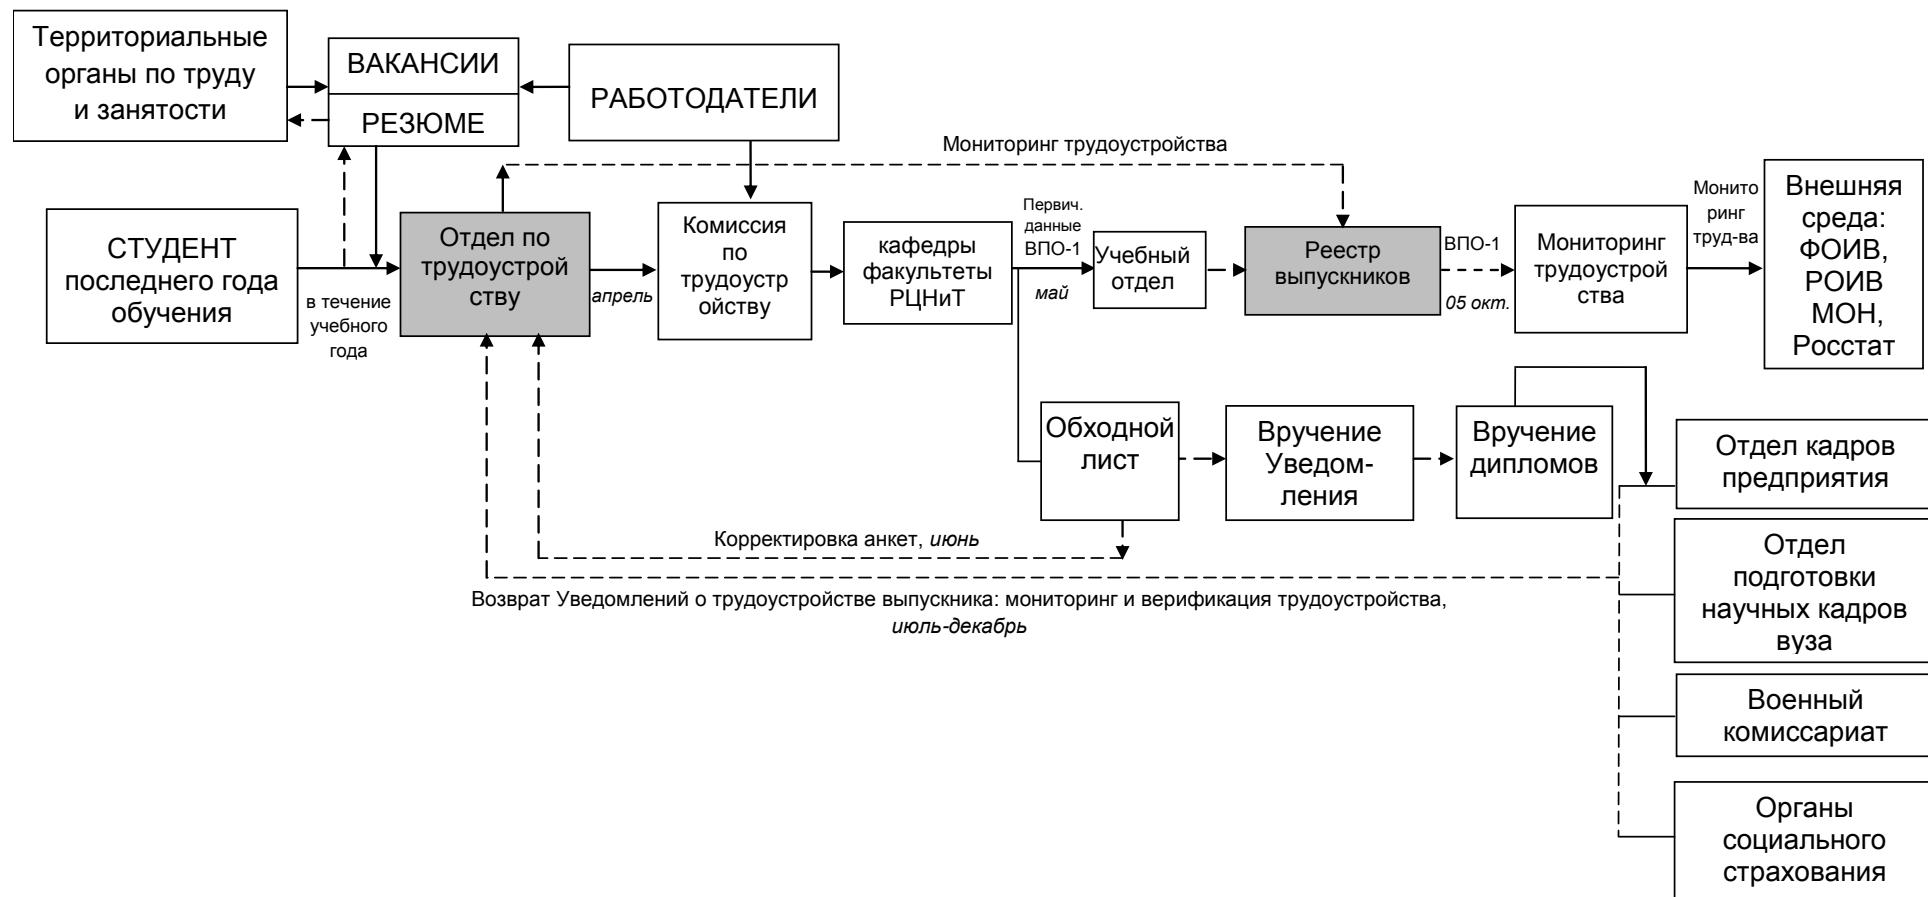 Территориальные
органы по труду
и занятости
ВАКАНСИИ
РЕЗЮМЕ
РАБОТОДАТЕЛИ
Мониторинг трудоустройства
СТУДЕНТ
последнего года
обучения
в течение
учебного
года
Отдел по
трудоустрой
ству
апрель
Комиссия
по
трудоустр
ойству
кафедры
факультеты
РЦНиТ
Первич.
данные
ВПО-1
май
Учебный
отдел
Реестр
выпускников
ВПО-1
05 окт.
Мониторинг
трудоустрой
ства
Монито
ринг
труд-ва
Внешняя
среда:
ФОИВ,
РОИВ
МОН,
Росстат
Обходной
лист
Вручение
Уведом-
ления
Вручение
дипломов
Отдел кадров
предприятия
Отдел
подготовки
научных кадров
вуза
Военный
комиссариат
Органы
социального
страхования
Корректировка анкет, июнь
Возврат Уведомлений о трудоустройстве выпускника: мониторинг и верификация трудоустройства,
июль-декабрь